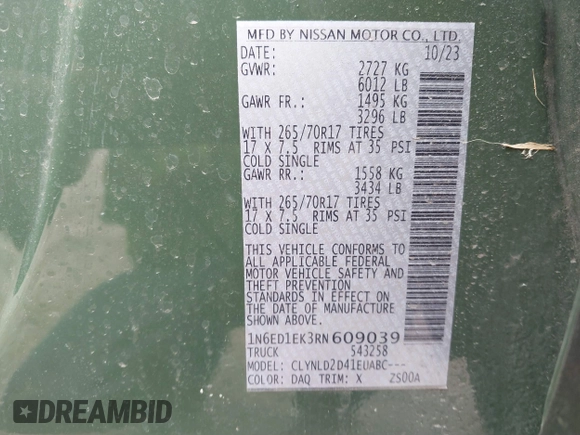 MFD BY NISSAN MOTOR CO., LTD.
DATE: 10/23
GVWR: 2727 KG
6012 LB
GAWR FR.: 1495 KG
3296 LB
WITH 265/70R17 TIRES
17 X 7.5 RIMS AT 35 PSI
COLD SINGLE
GAWR RR.: 1558 KG
3434 LB
WITH 265/70R17 TIRES
17 X 7.5 RIMS AT 35 PSI
COLD SINGLE
THIS VEHICLE CONFORMS TO
ALL APPLICABLE FEDERAL
MOTOR VEHICLE SAFETY AND
THEFT PREVENTION
STANDARDS IN EFFECT ON
THE DATE OF MANUFACTURE
SHOWN ABOVE.
1N6ED1EK3RN609039
TRUCK 543258
MODEL: CLYNLD2D41EUABC---
COLOR: DAQ TRIM: X ZS00A
DREAMBID